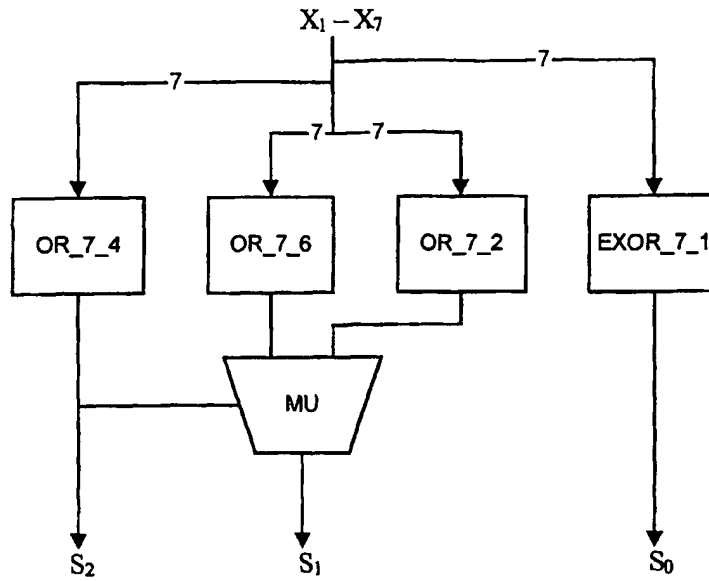 X₁ – X₇
7
7
7 7
OR_7_4 OR_7_6 OR_7_2 EXOR_7_1
MU
S₂ S₁ S₀